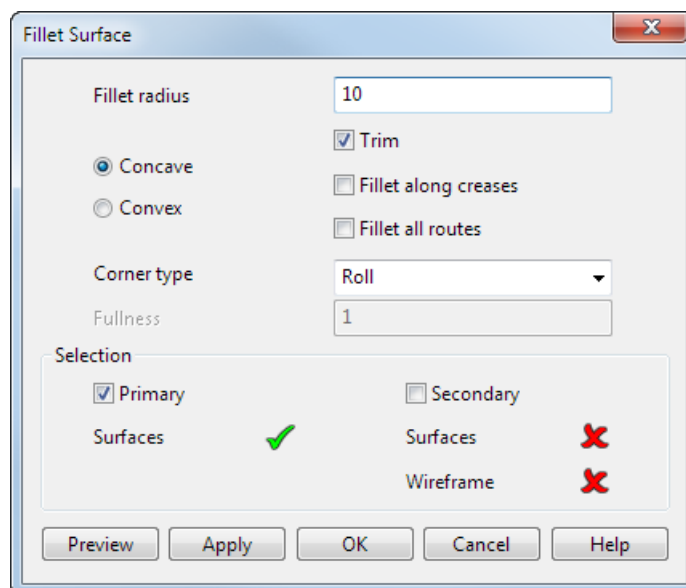 Fillet Surface
Fillet radius 10
Trim
Concave
Fillet along creases
Convex
Fillet all routes
Corner type Roll
Fullness 1
Selection
Primary Secondary
Surfaces Surfaces
Wireframe
Preview Apply OK Cancel Help